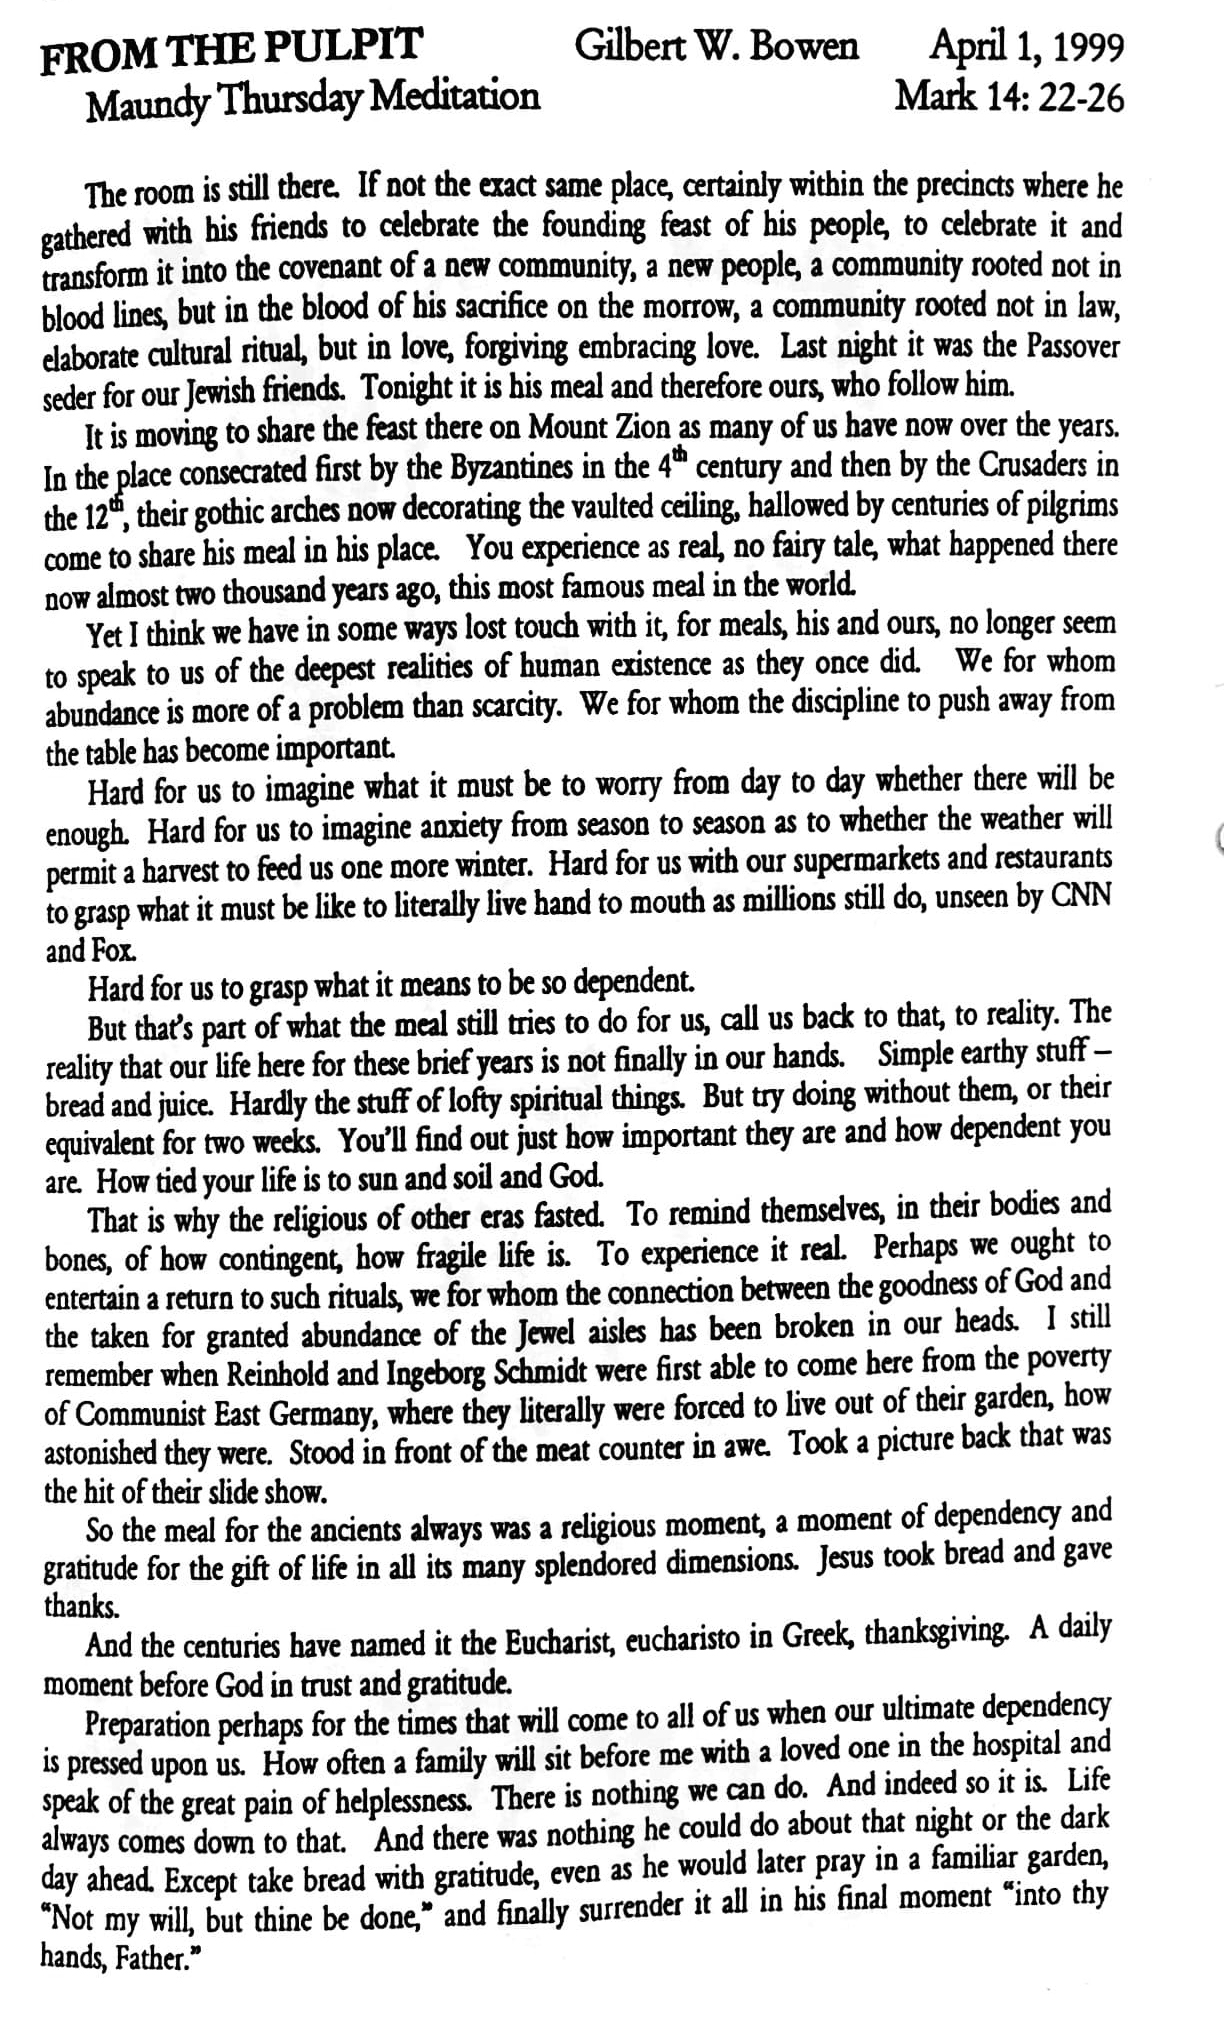 FROM THE PULPIT Gilbert W. Bowen April 1, 1999
Maundy Thursday Meditation Mark 14: 22-26
The room is still there. If not the exact same place, certainly within the precincts where he
gathered with his friends to celebrate the founding feast of his people, to celebrate it and
transform it into the covenant of a new community, a new people, a community rooted not in
blood lines, but in the blood of his sacrifice on the morrow, a community rooted not in law,
elaborate cultural ritual, but in love, forgiving embracing love. Last night it was the Passover
seder for our Jewish friends. Tonight it is his meal and therefore ours, who follow him.
It is moving to share the feast there on Mount Zion as many of us have now over the years.
In the place consecrated first by the Byzantines in the 4th century and then by the Crusaders in
the 12th, their gothic arches now decorating the vaulted ceiling, hallowed by centuries of pilgrims
come to share his meal in his place. You experience as real, no fairy tale, what happened there
now almost two thousand years ago, this most famous meal in the world.
Yet I think we have in some ways lost touch with it, for meals, his and ours, no longer seem
to speak to us of the deepest realities of human existence as they once did. We for whom
abundance is more of a problem than scarcity. We for whom the discipline to push away from
the table has become important.
Hard for us to imagine what it must be to worry from day to day whether there will be
enough. Hard for us to imagine anxiety from season to season as to whether the weather will
permit a harvest to feed us one more winter. Hard for us with our supermarkets and restaurants
to grasp what it must be like to literally live hand to mouth as millions still do, unseen by CNN
and Fox.
Hard for us to grasp what it means to be so dependent.
But that's part of what the meal still tries to do for us, call us back to that, to reality. The
reality that our life here for these brief years is not finally in our hands. Simple earthy stuff –
bread and juice. Hardly the stuff of lofty spiritual things. But try doing without them, or their
equivalent for two weeks. You'll find out just how important they are and how dependent you
are. How tied your life is to sun and soil and God.
That is why the religious of other eras fasted. To remind themselves, in their bodies and
bones, of how contingent, how fragile life is. To experience it real. Perhaps we ought to
entertain a return to such rituals, we for whom the connection between the goodness of God and
the taken for granted abundance of the Jewel aisles has been broken in our heads. I still
remember when Reinhold and Ingeborg Schmidt were first able to come here from the poverty
of Communist East Germany, where they literally were forced to live out of their garden, how
astonished they were. Stood in front of the meat counter in awe. Took a picture back that was
the hit of their slide show.
So the meal for the ancients always was a religious moment, a moment of dependency and
gratitude for the gift of life in all its many splendored dimensions. Jesus took bread and gave
thanks.
And the centuries have named it the Eucharist, eucharisto in Greek, thanksgiving. A daily
moment before God in trust and gratitude.
Preparation perhaps for the times that will come to all of us when our ultimate dependency
is pressed upon us. How often a family will sit before me with a loved one in the hospital and
speak of the great pain of helplessness. There is nothing we can do. And indeed so it is. Life
always comes down to that. And there was nothing he could do about that night or the dark
day ahead. Except take bread with gratitude, even as he would later pray in a familiar garden,
"Not my will, but thine be done," and finally surrender it all in his final moment "into thy
hands, Father."